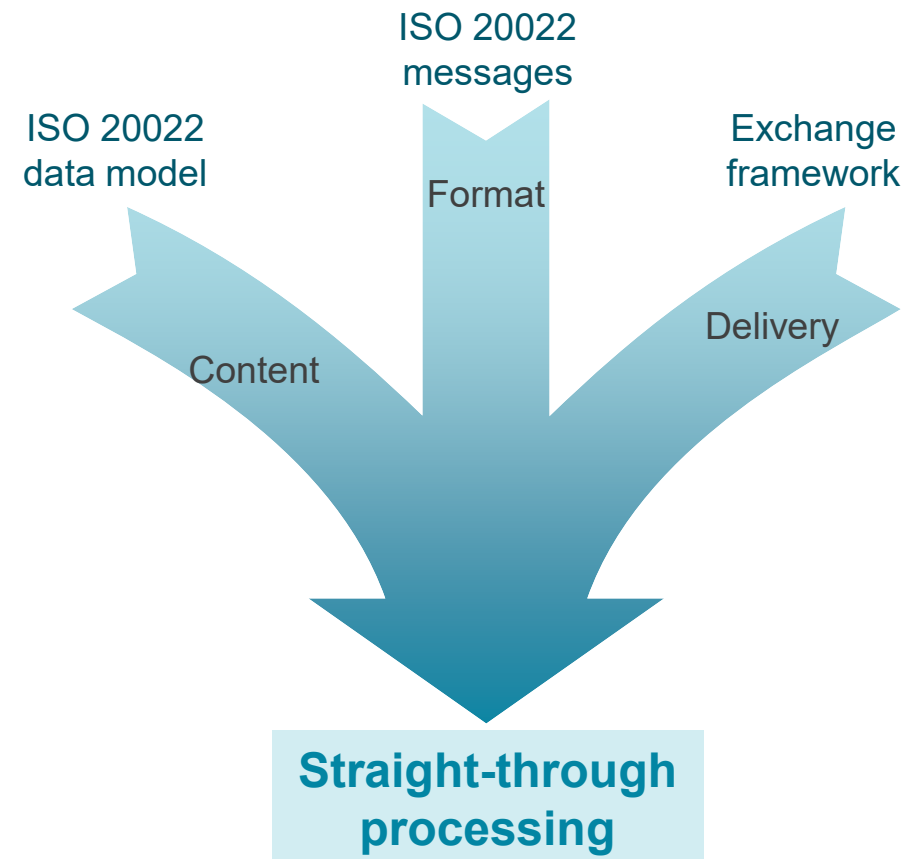 ISO 20022
messages
ISO 20022
data model
Exchange
framework
Format
Content
Delivery
Straight-through
processing